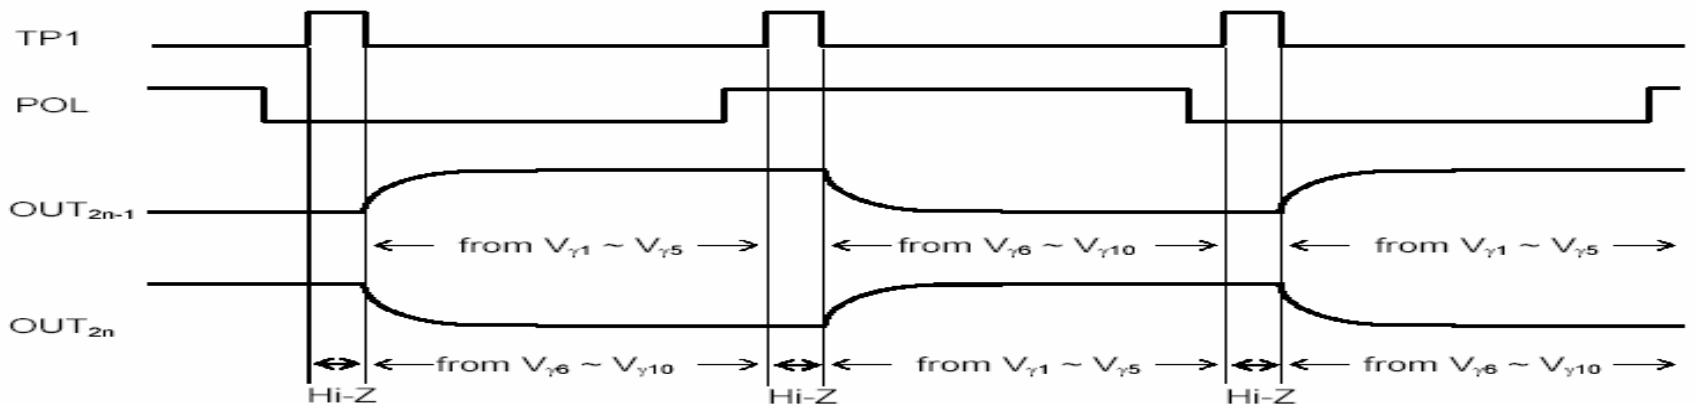 TP1
POL
OUT2n-1
from Vγ1 ~ Vγ5
from Vγ6 ~ Vγ10
from Vγ1 ~ Vγ5
OUT2n
from Vγ6 ~ Vγ10
from Vγ1 ~ Vγ5
from Vγ6 ~ Vγ10
Hi-Z
Hi-Z
Hi-Z